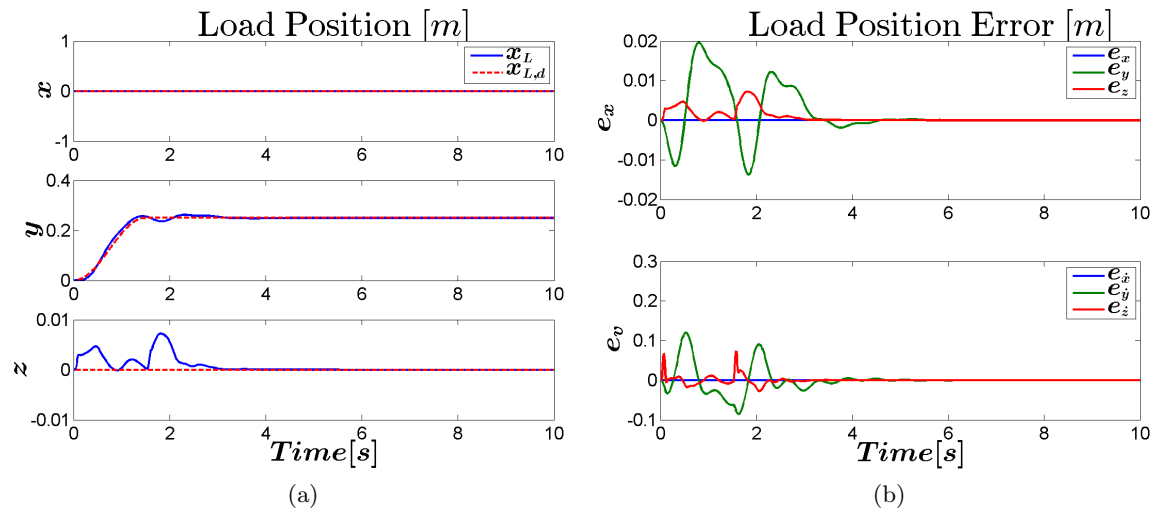 Load Position [m]
1
x_L
x_{L,d}
x
0
-1
0 2 4 6 8 10
0.4
y
0.2
0
0 2 4 6 8 10
0.01
z
0
-0.01
0 2 4 6 8 10
Time[s]
(a)
Load Position Error [m]
0.02
e_x
e_y
e_z
0.01
e_x
0
-0.01
-0.02
0 2 4 6 8 10
0.3
e_ẋ
e_ẏ
e_ż
0.2
e_v
0.1
0
-0.1
0 2 4 6 8 10
Time[s]
(b)